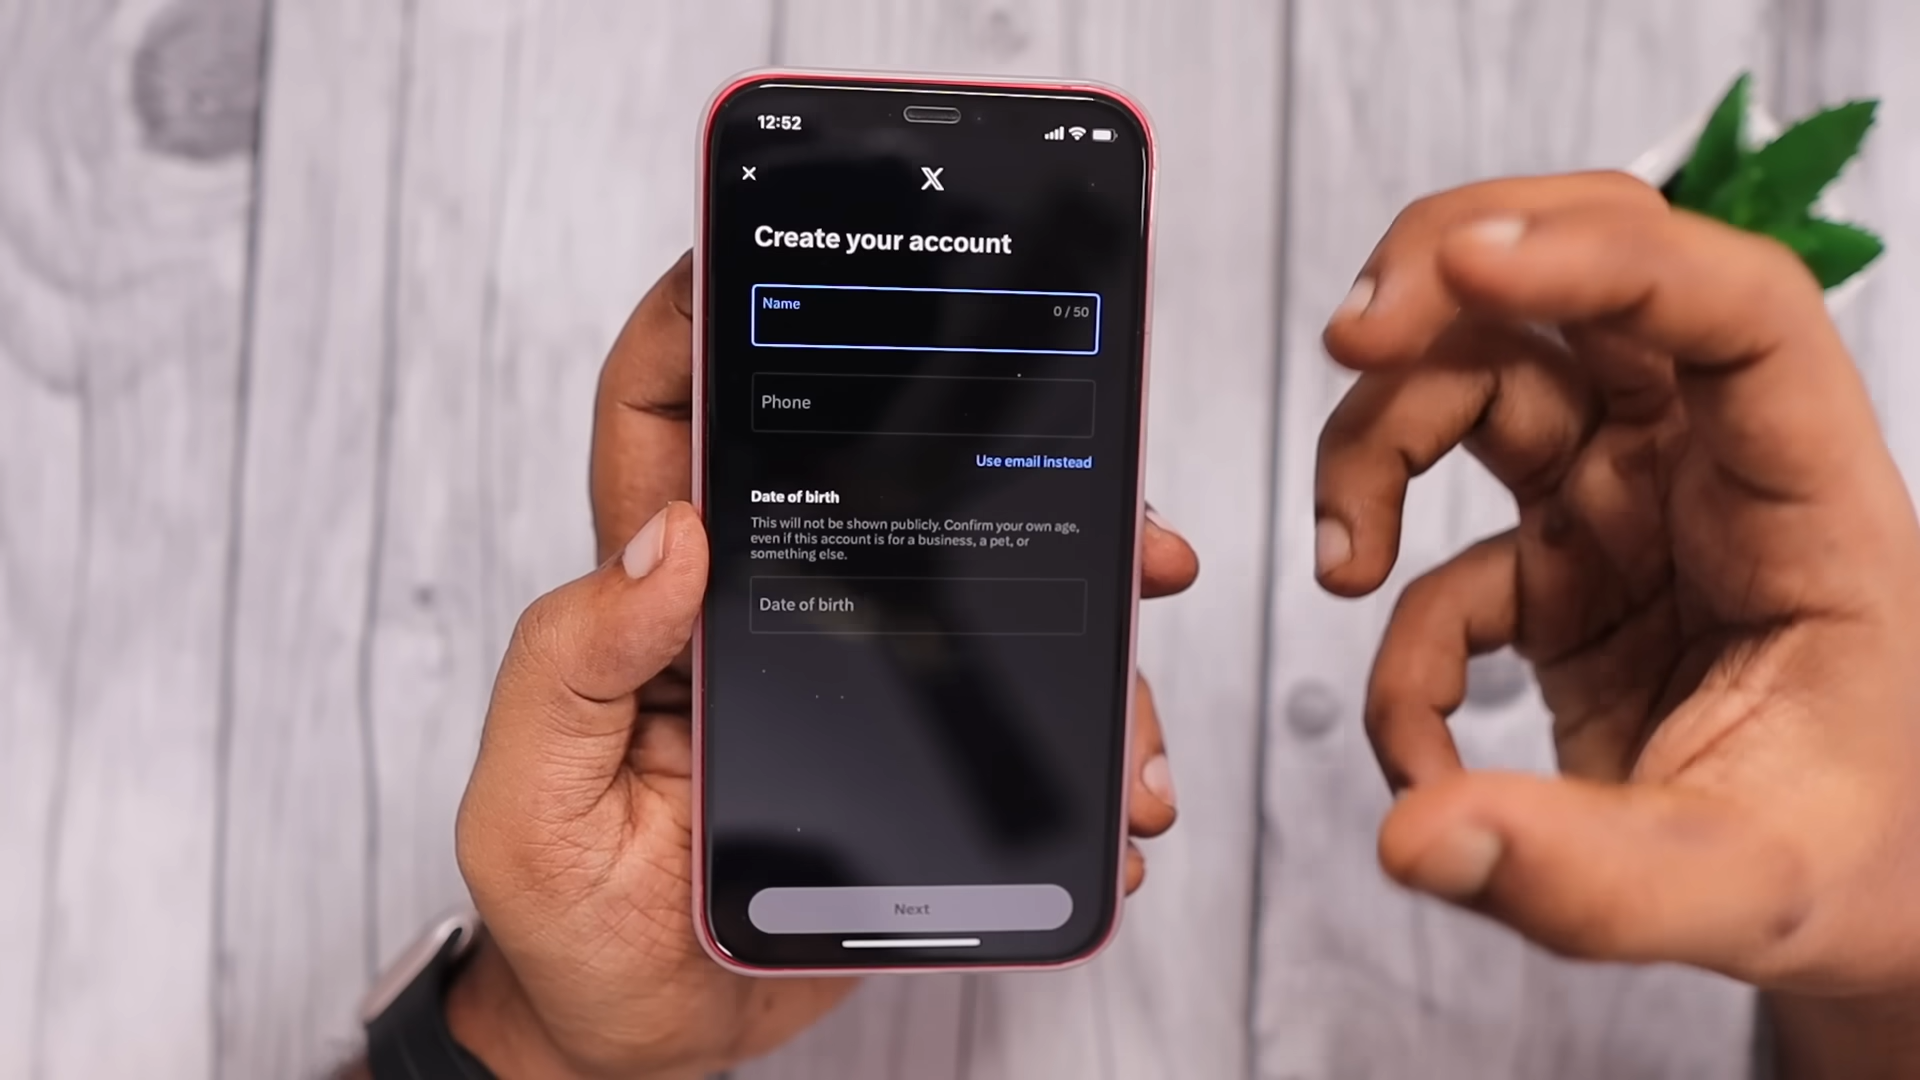 12:52
X
Create your account
Name
0 / 50
Phone
Use email instead
Date of birth
This will not be shown publicly. Confirm your own age,
even if this account is for a business, a pet, or
something else.
Date of birth
Next